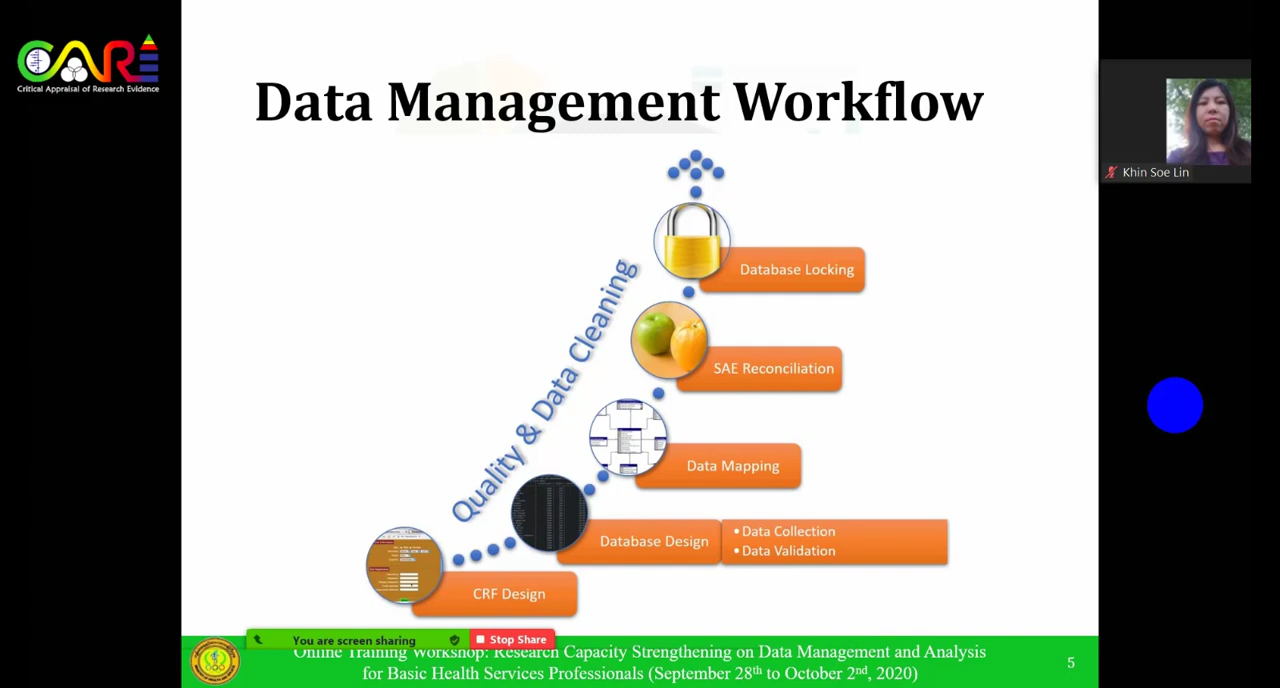 CARE
Critical Appraisal of Research Evidence
Data Management Workflow
Khin Soe Lin
Quality & Data Cleaning
Database Locking
SAE Reconciliation
Data Mapping
Database Design
• Data Collection
• Data Validation
CRF Design
You are screen sharing
Stop Share
Online Training Workshop: Research Capacity Strengthening on Data Management and Analysis
for Basic Health Services Professionals (September 28th to October 2nd, 2020)
5